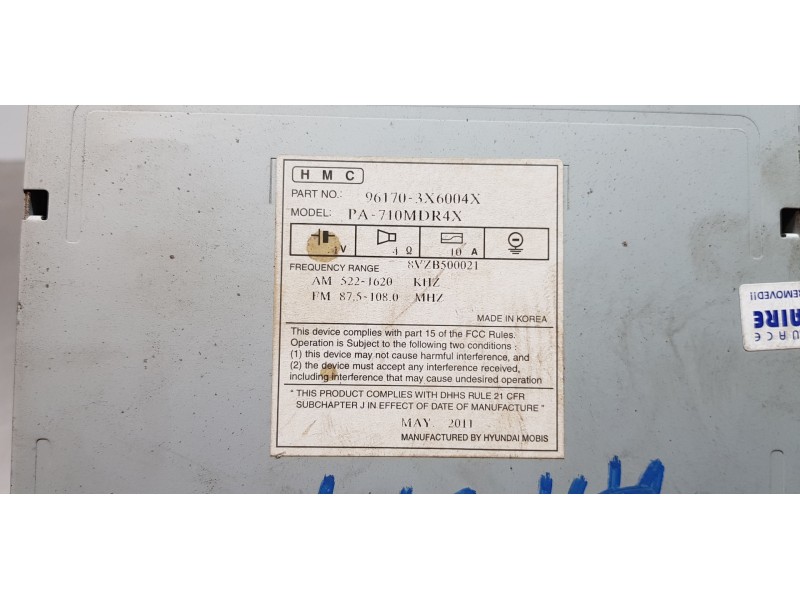 HMC
PART NO.: 96170-3X6004X
MODEL: PA-710MDR4X
V 4 Ω 10 A
8VZB500021
FREQUENCY RANGE
AM 522-1620 KHZ
FM 87.5-108.0 MHZ
MADE IN KOREA
This device complies with part 15 of the FCC Rules.
Operation is Subject to the following two conditions :
(1) this device may not cause harmful interference, and
(2) the device must accept any interference received,
including interference that may cause undesired operation
" THIS PRODUCT COMPLIES WITH DHHS RULE 21 CFR
SUBCHAPTER J IN EFFECT OF DATE OF MANUFACTURE "
MAY 2011
MANUFACTURED BY HYUNDAI MOBIS
REMOVED!!
AIRE